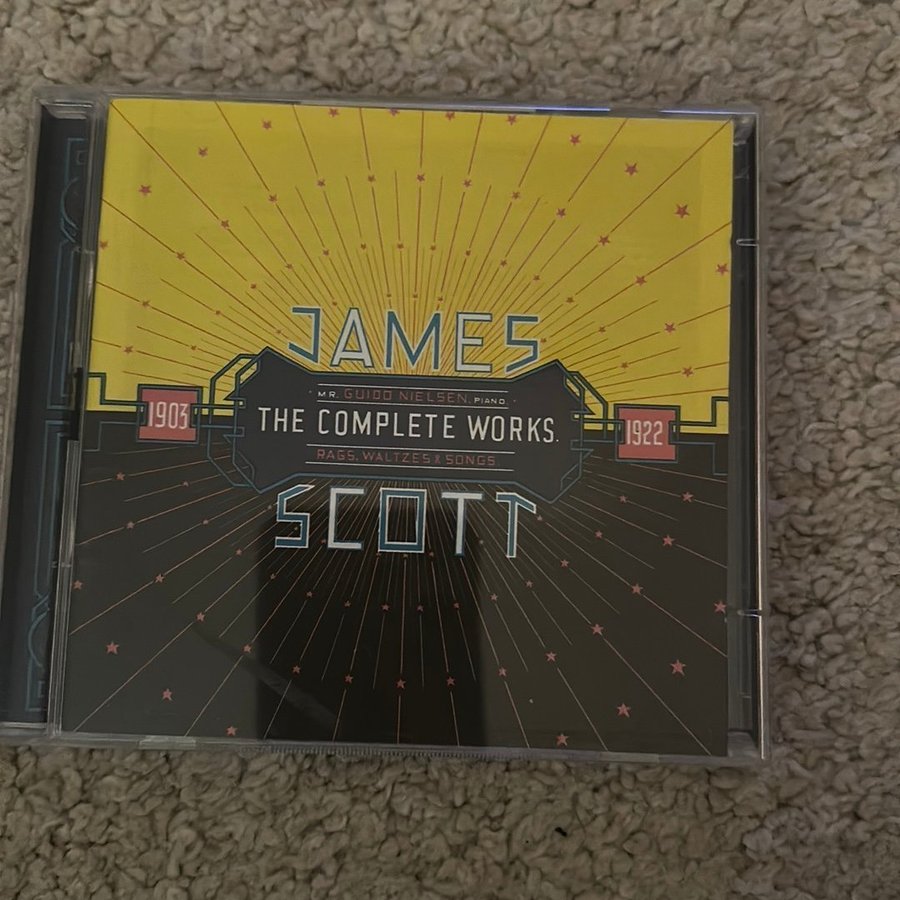 JAMES
MR. GUIDO NIELSEN, PIANO.
1903
THE COMPLETE WORKS.
1922
RAGS, WALTZES & SONGS.
SCOTT